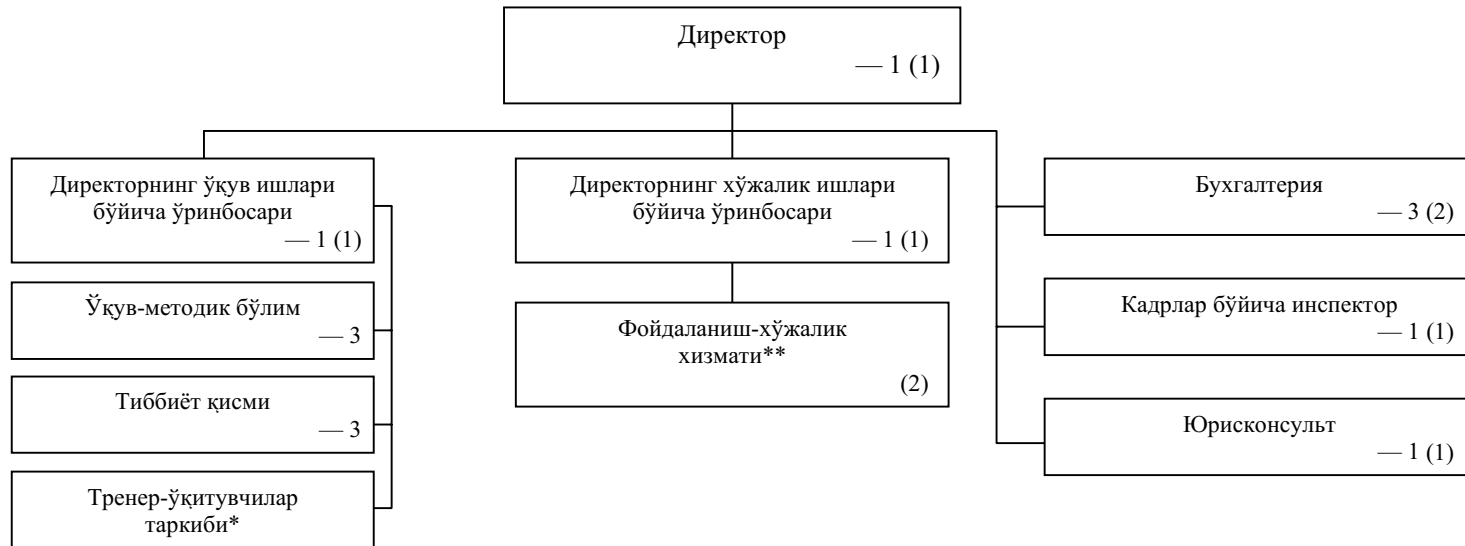 Директор
— 1 (1)
Директорнинг ўқув ишлари
бўйича ўринбосари
— 1 (1)
Ўқув-методик бўлим
— 3
Тиббиёт қисми
— 3
Тренер-ўқитувчилар
таркиби*
Директорнинг хўжалик ишлари
бўйича ўринбосари
— 1 (1)
Фойдаланиш-хўжалик
хизмати**
(2)
Бухгалтерия
— 3 (2)
Кадрлар бўйича инспектор
— 1 (1)
Юрисконсульт
— 1 (1)